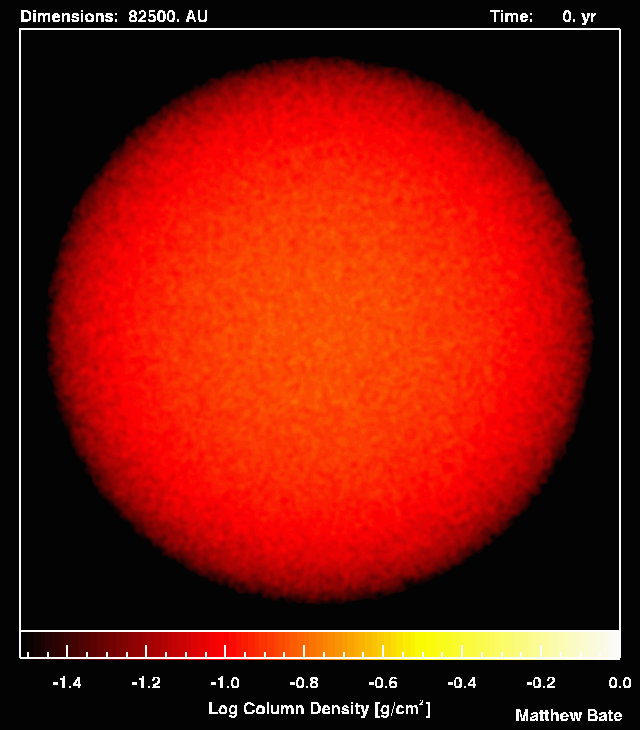 Dimensions: 82500. AU Time: 0. yr
-1.4 -1.2 -1.0 -0.8 -0.6 -0.4 -0.2 0.0
Log Column Density [g/cm²]
Matthew Bate